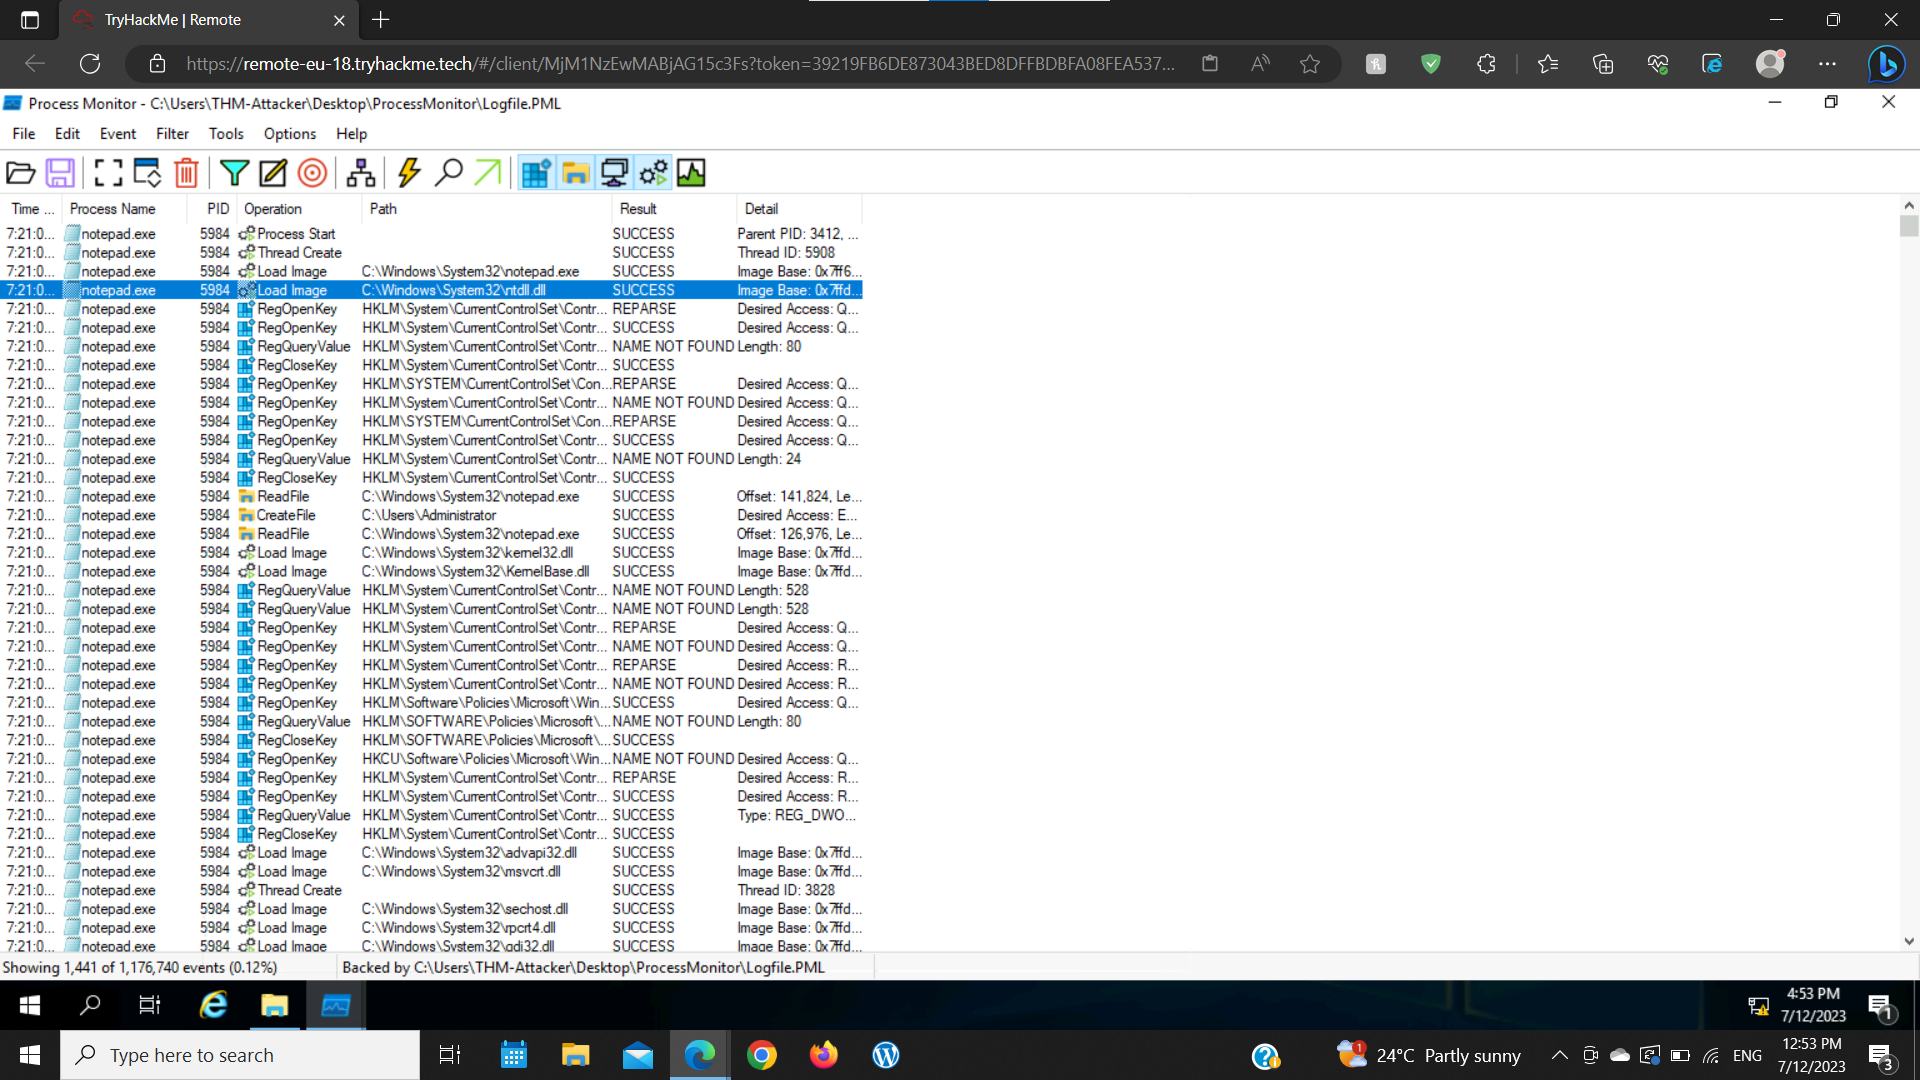 TryHackMe | Remote
https://remote-eu-18.tryhackme.tech/#/client/MjM1NzEwMABjAG15c3Fs?token=39219FB6DE873043BED8DFFBDBFA08FEA537...
Process Monitor - C:\Users\THM-Attacker\Desktop\ProcessMonitor\Logfile.PML
File Edit Event Filter Tools Options Help
Time ... Process Name PID Operation Path Result Detail
7:21:0... notepad.exe 5984 Process Start SUCCESS Parent PID: 3412, ...
7:21:0... notepad.exe 5984 Thread Create SUCCESS Thread ID: 5908
7:21:0... notepad.exe 5984 Load Image C:\Windows\System32\notepad.exe SUCCESS Image Base: 0x7ff6...
7:21:0... notepad.exe 5984 Load Image C:\Windows\System32\ntdll.dll SUCCESS Image Base: 0x7ffd...
7:21:0... notepad.exe 5984 RegOpenKey HKLM\System\CurrentControlSet\Contr... REPARSE Desired Access: Q...
7:21:0... notepad.exe 5984 RegOpenKey HKLM\System\CurrentControlSet\Contr... SUCCESS Desired Access: Q...
7:21:0... notepad.exe 5984 RegQueryValue HKLM\System\CurrentControlSet\Contr... NAME NOT FOUND Length: 80
7:21:0... notepad.exe 5984 RegCloseKey HKLM\System\CurrentControlSet\Contr... SUCCESS
7:21:0... notepad.exe 5984 RegOpenKey HKLM\SYSTEM\CurrentControlSet\Con... REPARSE Desired Access: Q...
7:21:0... notepad.exe 5984 RegOpenKey HKLM\System\CurrentControlSet\Contr... NAME NOT FOUND Desired Access: Q...
7:21:0... notepad.exe 5984 RegOpenKey HKLM\SYSTEM\CurrentControlSet\Con... REPARSE Desired Access: Q...
7:21:0... notepad.exe 5984 RegOpenKey HKLM\System\CurrentControlSet\Contr... SUCCESS Desired Access: Q...
7:21:0... notepad.exe 5984 RegQueryValue HKLM\System\CurrentControlSet\Contr... NAME NOT FOUND Length: 24
7:21:0... notepad.exe 5984 RegCloseKey HKLM\System\CurrentControlSet\Contr... SUCCESS
7:21:0... notepad.exe 5984 ReadFile C:\Windows\System32\notepad.exe SUCCESS Offset: 141,824, Le...
7:21:0... notepad.exe 5984 CreateFile C:\Users\Administrator SUCCESS Desired Access: E...
7:21:0... notepad.exe 5984 ReadFile C:\Windows\System32\notepad.exe SUCCESS Offset: 126,976, Le...
7:21:0... notepad.exe 5984 Load Image C:\Windows\System32\kernel32.dll SUCCESS Image Base: 0x7ffd...
7:21:0... notepad.exe 5984 Load Image C:\Windows\System32\KernelBase.dll SUCCESS Image Base: 0x7ffd...
7:21:0... notepad.exe 5984 RegQueryValue HKLM\System\CurrentControlSet\Contr... NAME NOT FOUND Length: 528
7:21:0... notepad.exe 5984 RegQueryValue HKLM\System\CurrentControlSet\Contr... NAME NOT FOUND Length: 528
7:21:0... notepad.exe 5984 RegOpenKey HKLM\System\CurrentControlSet\Contr... REPARSE Desired Access: Q...
7:21:0... notepad.exe 5984 RegOpenKey HKLM\System\CurrentControlSet\Contr... NAME NOT FOUND Desired Access: Q...
7:21:0... notepad.exe 5984 RegOpenKey HKLM\System\CurrentControlSet\Contr... REPARSE Desired Access: R...
7:21:0... notepad.exe 5984 RegOpenKey HKLM\System\CurrentControlSet\Contr... NAME NOT FOUND Desired Access: R...
7:21:0... notepad.exe 5984 RegOpenKey HKLM\Software\Policies\Microsoft\Win... SUCCESS Desired Access: Q...
7:21:0... notepad.exe 5984 RegQueryValue HKLM\SOFTWARE\Policies\Microsoft\... NAME NOT FOUND Length: 80
7:21:0... notepad.exe 5984 RegCloseKey HKLM\SOFTWARE\Policies\Microsoft\... SUCCESS
7:21:0... notepad.exe 5984 RegOpenKey HKCU\Software\Policies\Microsoft\Win... NAME NOT FOUND Desired Access: Q...
7:21:0... notepad.exe 5984 RegOpenKey HKLM\System\CurrentControlSet\Contr... REPARSE Desired Access: R...
7:21:0... notepad.exe 5984 RegOpenKey HKLM\System\CurrentControlSet\Contr... SUCCESS Desired Access: R...
7:21:0... notepad.exe 5984 RegQueryValue HKLM\System\CurrentControlSet\Contr... SUCCESS Type: REG_DWO...
7:21:0... notepad.exe 5984 RegCloseKey HKLM\System\CurrentControlSet\Contr... SUCCESS
7:21:0... notepad.exe 5984 Load Image C:\Windows\System32\advapi32.dll SUCCESS Image Base: 0x7ffd...
7:21:0... notepad.exe 5984 Load Image C:\Windows\System32\msvcrt.dll SUCCESS Image Base: 0x7ffd...
7:21:0... notepad.exe 5984 Thread Create SUCCESS Thread ID: 3828
7:21:0... notepad.exe 5984 Load Image C:\Windows\System32\sechost.dll SUCCESS Image Base: 0x7ffd...
7:21:0... notepad.exe 5984 Load Image C:\Windows\System32\rpcrt4.dll SUCCESS Image Base: 0x7ffd...
7:21:0... notepad.exe 5984 Load Image C:\Windows\System32\gdi32.dll SUCCESS Image Base: 0x7ffd...
Showing 1,441 of 1,176,740 events (0.12%) Backed by C:\Users\THM-Attacker\Desktop\ProcessMonitor\Logfile.PML
4:53 PM
7/12/2023
1
Type here to search
1
24°C Partly sunny
ENG
12:53 PM
7/12/2023
3